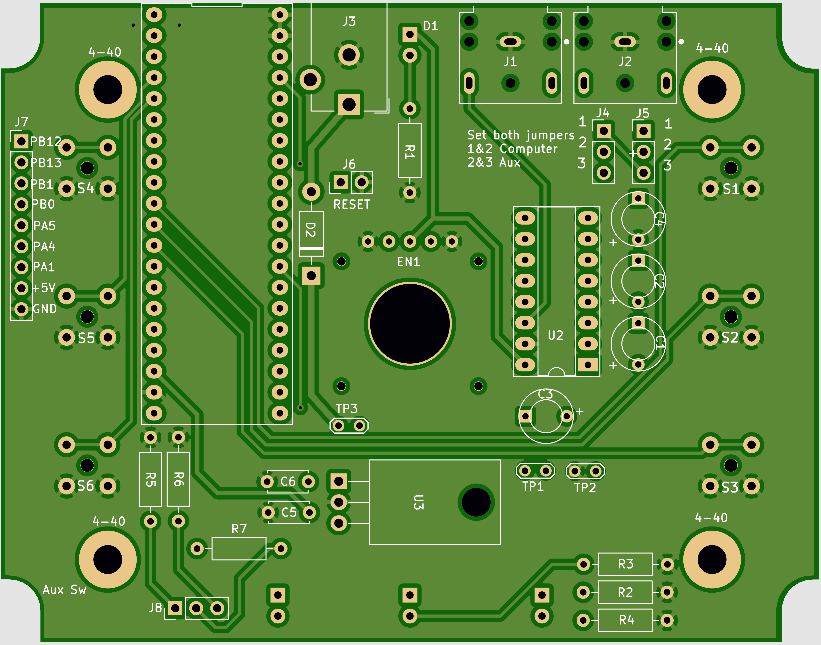 J3
D1
4-40
J1
J2
4-40
J7
J4
J5
1
1
Set both jumpers
1&2 Computer
2&3 Aux
2
2
3
3
PB12
PB13
PB1
PB0
PA5
PA4
PA1
+5V
GND
R1
J6
RESET
S4
S1
D2
C4
+
EN1
C2
+
S5
U2
S2
C1
+
C3
+
TP3
R5
R6
C6
U3
TP1
TP2
S6
S3
C5
4-40
R7
4-40
Aux Sw
J8
R3
R2
R4